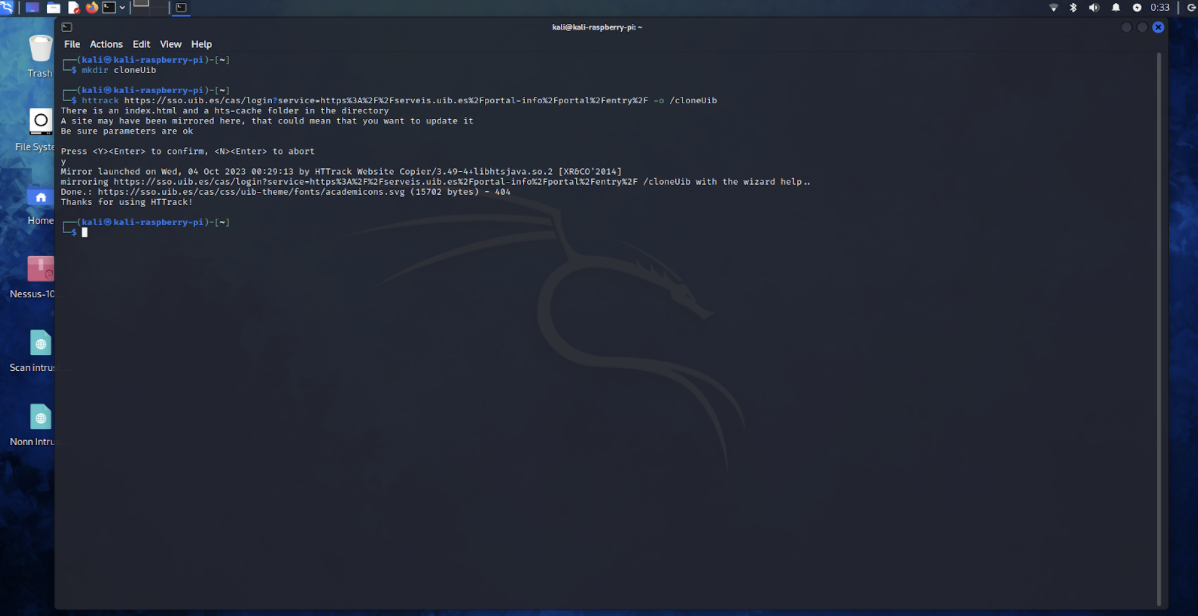 0:33
kali@kali-raspberry-pi: ~
File Actions Edit View Help
Trash
File Syste
Home
Nessus-10
Scan intrus
Nonn Intru
┌──(kali㉿kali-raspberry-pi)-[~]
└─$ mkdir cloneUib
┌──(kali㉿kali-raspberry-pi)-[~]
└─$ httrack https://sso.uib.es/cas/login?service=https%3A%2F%2Fserveis.uib.es%2Fportal-info%2Fportal%2Fentry%2F -o /cloneUib
There is an index.html and a hts-cache folder in the directory
A site may have been mirrored here, that could mean that you want to update it
Be sure parameters are ok
Press <Y><Enter> to confirm, <N><Enter> to abort
y
Mirror launched on Wed, 04 Oct 2023 00:29:13 by HTTrack Website Copier/3.49-4+libhtsjava.so.2 [XR&CO'2014]
mirroring https://sso.uib.es/cas/login?service=https%3A%2F%2Fserveis.uib.es%2Fportal-info%2Fportal%2Fentry%2F /cloneUib with the wizard help..
Done.: https://sso.uib.es/cas/css/uib-theme/fonts/academicons.svg (15702 bytes) - 404
Thanks for using HTTrack!
┌──(kali㉿kali-raspberry-pi)-[~]
└─$